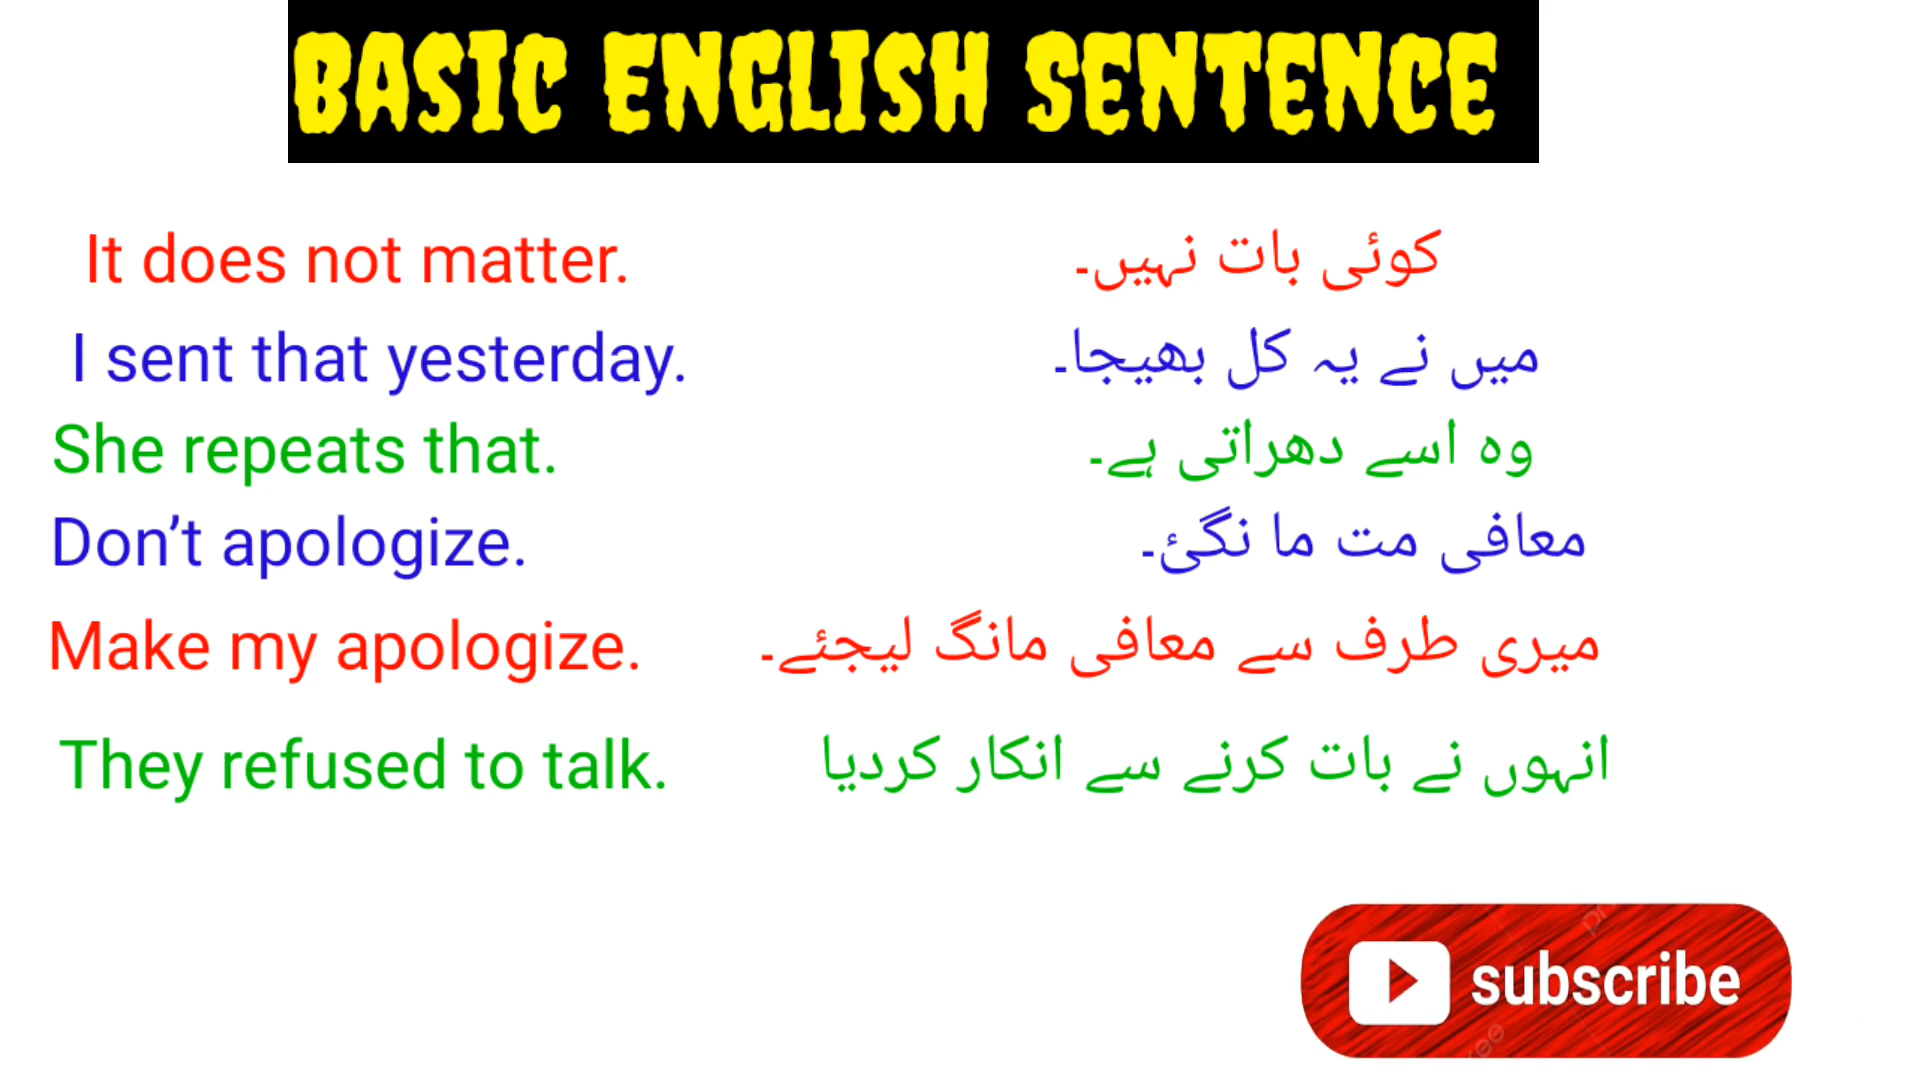 BASIC ENGLISH SENTENCE
It does not matter. کوئی بات نہیں۔
I sent that yesterday. میں نے یہ کل بھیجا۔
She repeats that. وہ اسے دھراتی ہے۔
Don’t apologize. معافی مت ما نگئ۔
Make my apologize. میری طرف سے معافی مانگ لیجئے۔
They refused to talk. انہوں نے بات کرنے سے انکار کردیا
subscribe